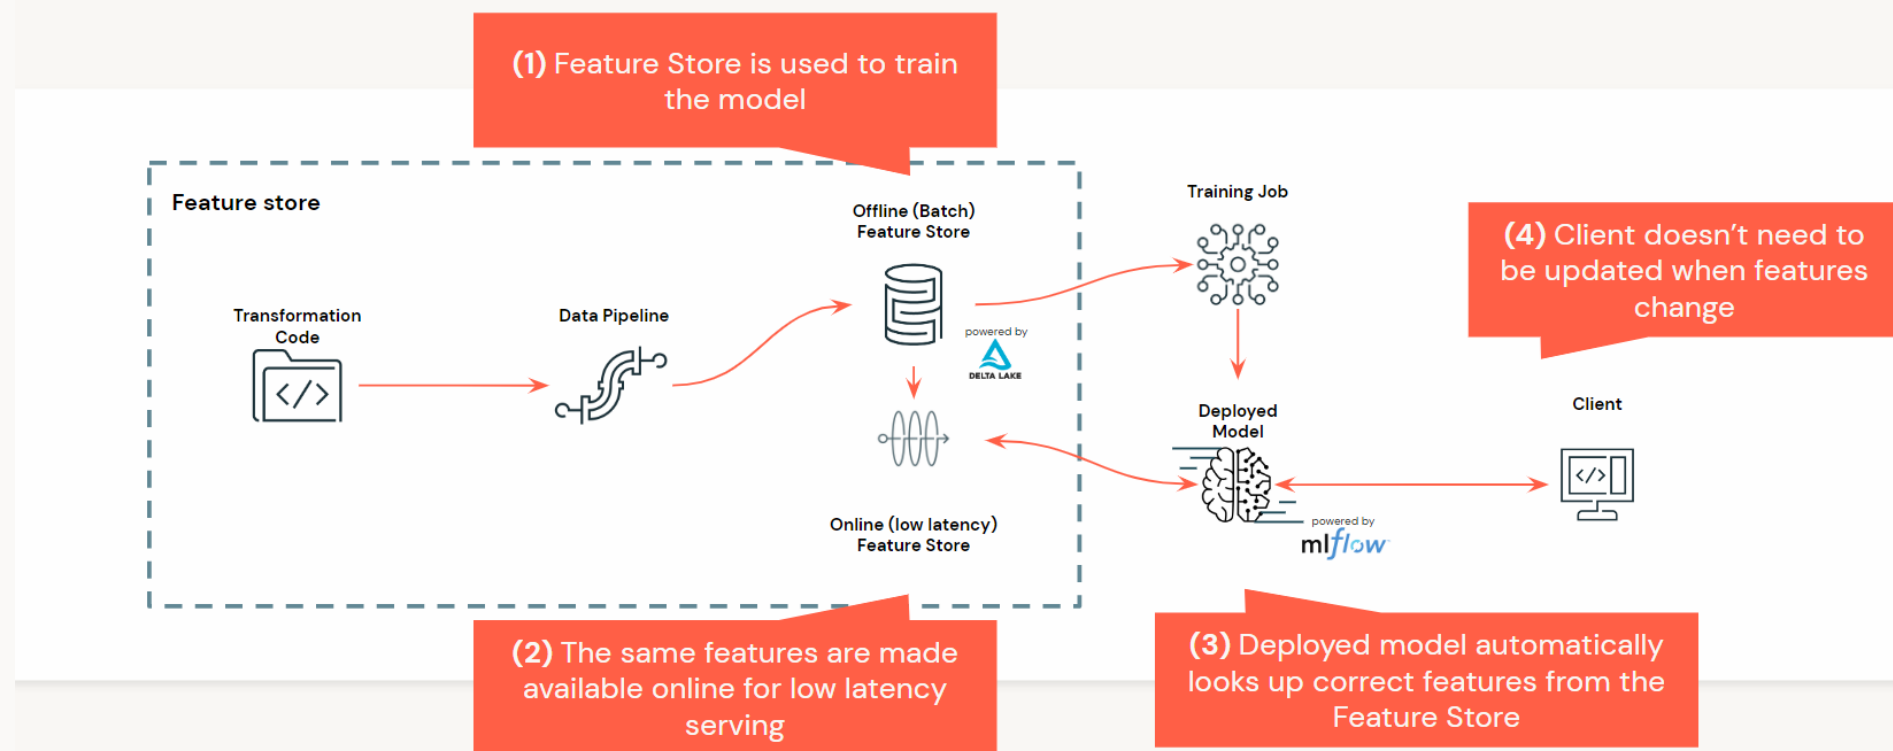 (1) Feature Store is used to train
the model
Feature store
Offline (Batch)
Feature Store
Training Job
(4) Client doesn't need to
be updated when features
change
Transformation
Code
Data Pipeline
powered by
DELTA LAKE
Deployed
Model
Client
Online (low latency)
Feature Store
powered by
mlflow
(2) The same features are made
available online for low latency
serving
(3) Deployed model automatically
looks up correct features from the
Feature Store